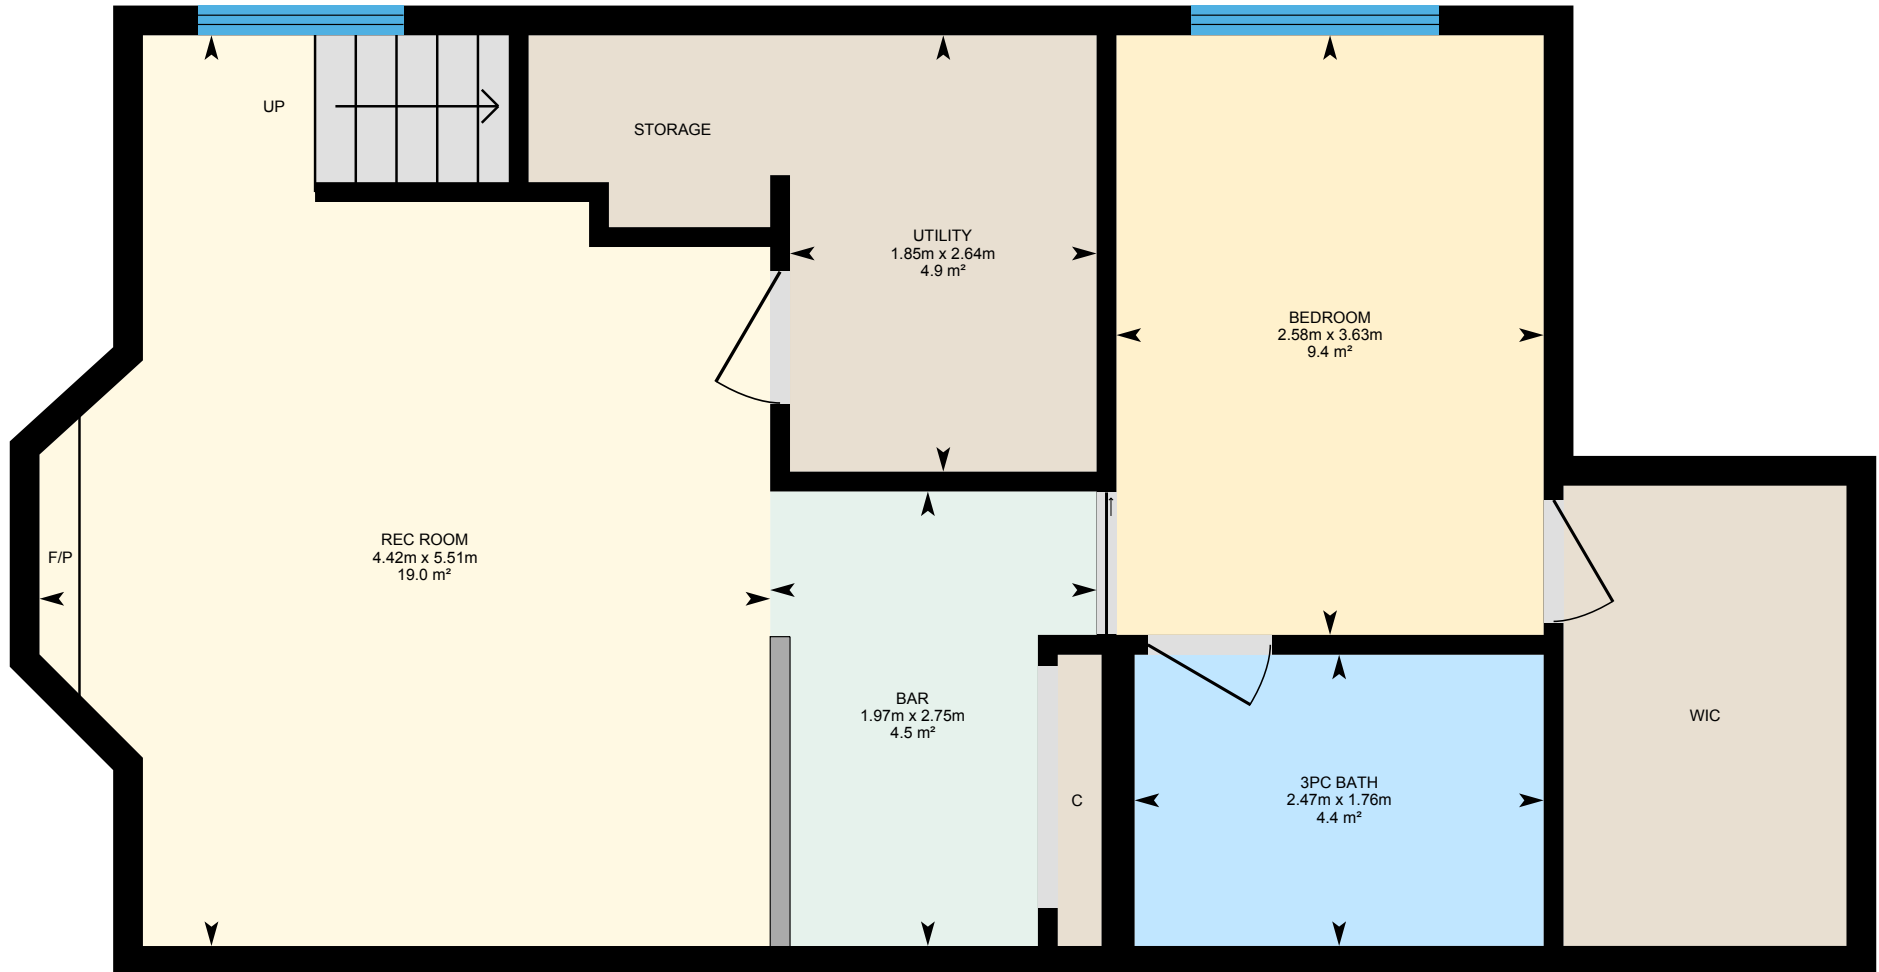 UP
STORAGE
UTILITY
1.85m x 2.64m
4.9 m²
BEDROOM
2.58m x 3.63m
9.4 m²
REC ROOM
4.42m x 5.51m
19.0 m²
F/P
BAR
1.97m x 2.75m
4.5 m²
C
3PC BATH
2.47m x 1.76m
4.4 m²
WIC